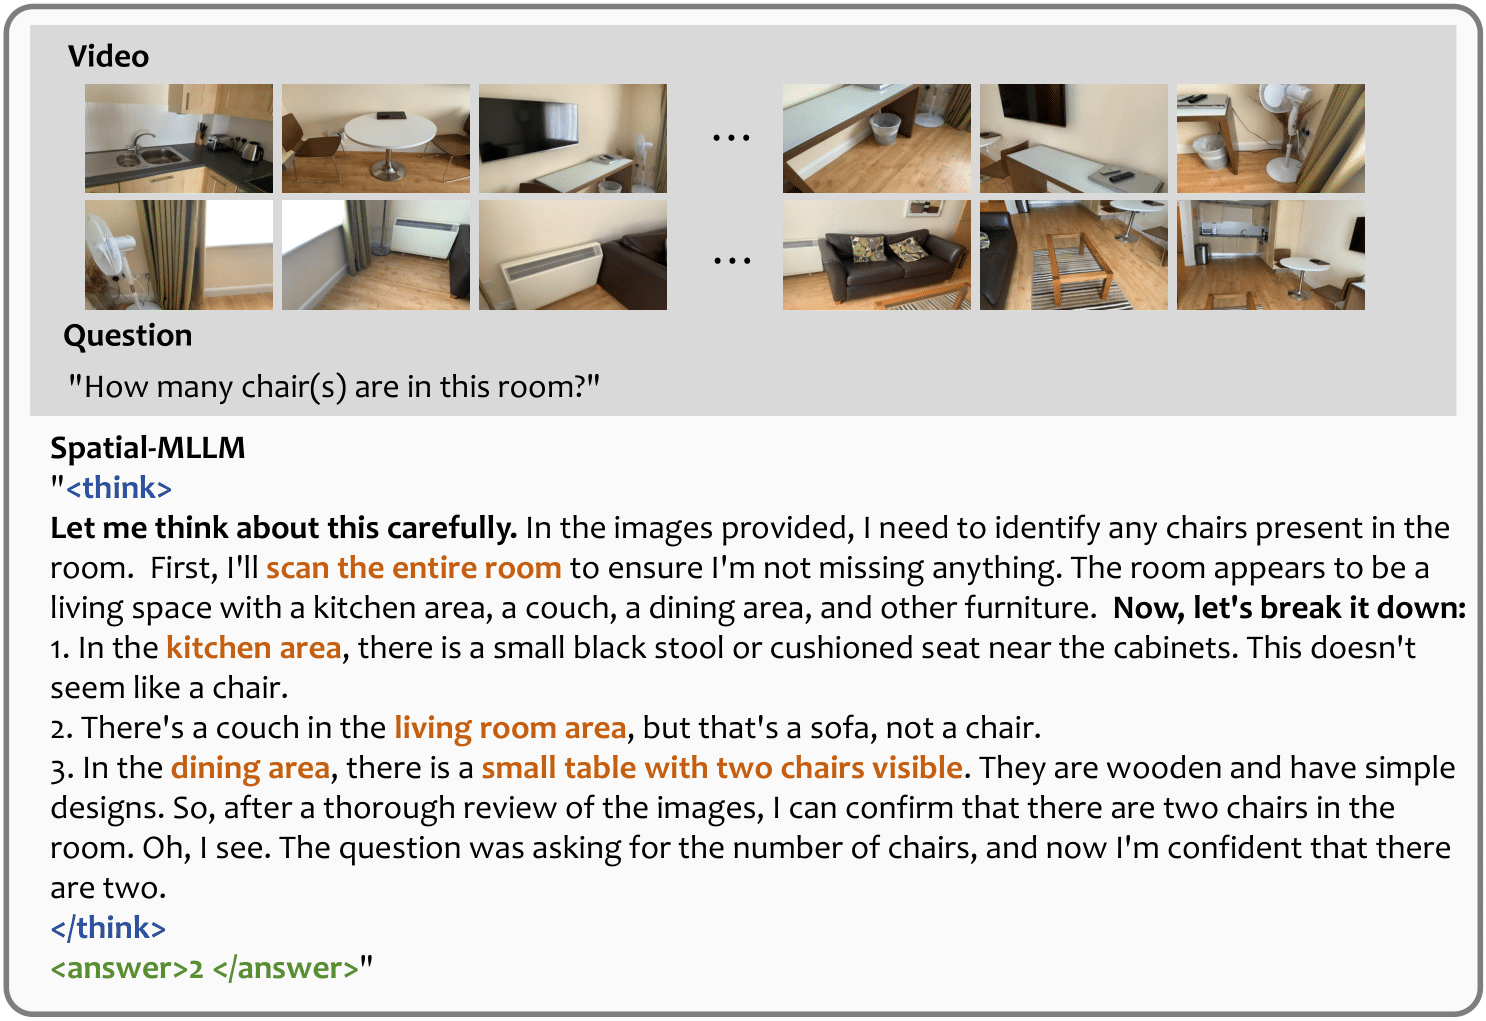 Video
...
...
Question
"How many chair(s) are in this room?"
Spatial-MLLM
"<think>
Let me think about this carefully. In the images provided, I need to identify any chairs present in the
room.  First, I'll scan the entire room to ensure I'm not missing anything. The room appears to be a
living space with a kitchen area, a couch, a dining area, and other furniture.  Now, let's break it down:
1. In the kitchen area, there is a small black stool or cushioned seat near the cabinets. This doesn't
seem like a chair.
2. There's a couch in the living room area, but that's a sofa, not a chair.
3. In the dining area, there is a small table with two chairs visible. They are wooden and have simple
designs. So, after a thorough review of the images, I can confirm that there are two chairs in the
room. Oh, I see. The question was asking for the number of chairs, and now I'm confident that there
are two.
</think>
<answer>2 </answer>"